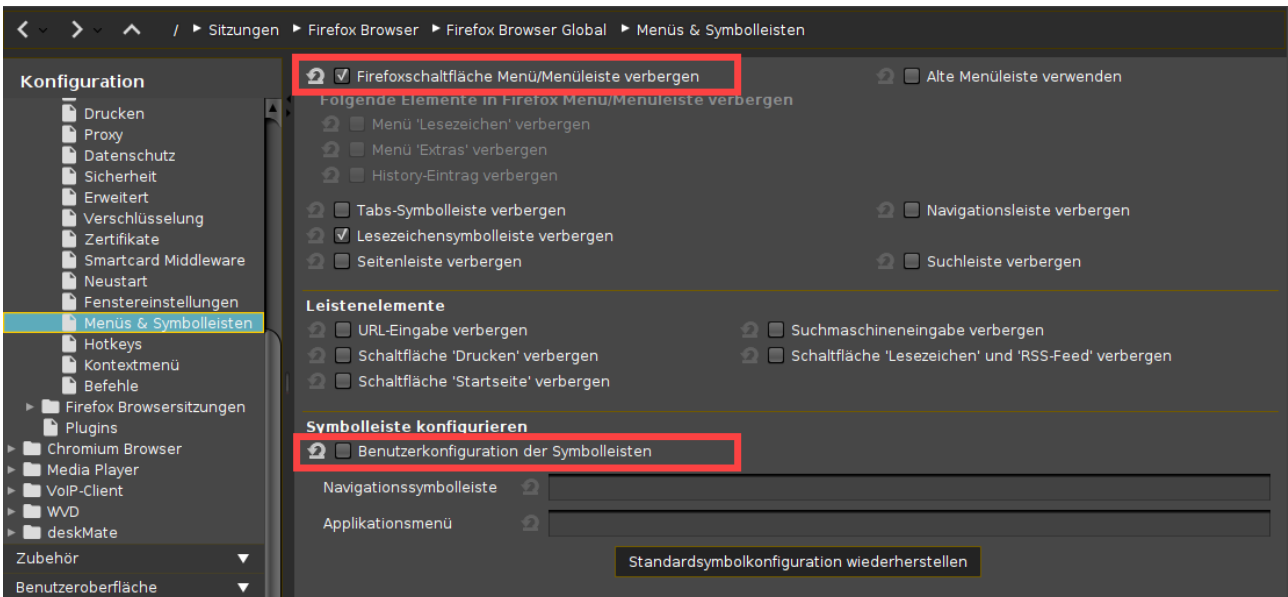 / Sitzungen Firefox Browser Firefox Browser Global Menüs & Symbolleisten
Konfiguration
Drucken
Proxy
Datenschutz
Sicherheit
Erweitert
Verschlüsselung
Zertifikate
Smartcard Middleware
Neustart
Fenstereinstellungen
Menüs & Symbolleisten
Hotkeys
Kontextmenü
Befehle
Firefox Browsersitzungen
Plugins
Chromium Browser
Media Player
VoIP-Client
WVD
deskMate
Zubehör
Benutzeroberfläche
Firefoxschaltfläche Menü/Menüleiste verbergen
Alte Menüleiste verwenden
Folgende Elemente in Firefox Menü/Menüleiste verbergen
Menü 'Lesezeichen' verbergen
Menü 'Extras' verbergen
History-Eintrag verbergen
Tabs-Symbolleiste verbergen
Navigationsleiste verbergen
Lesezeichensymbolleiste verbergen
Seitenleiste verbergen
Suchleiste verbergen
Leistenelemente
URL-Eingabe verbergen
Suchmaschineneingabe verbergen
Schaltfläche 'Drucken' verbergen
Schaltfläche 'Lesezeichen' und 'RSS-Feed' verbergen
Schaltfläche 'Startseite' verbergen
Symbolleiste konfigurieren
Benutzerkonfiguration der Symbolleisten
Navigationssymbolleiste
Applikationsmenü
Standardsymbolkonfiguration wiederherstellen